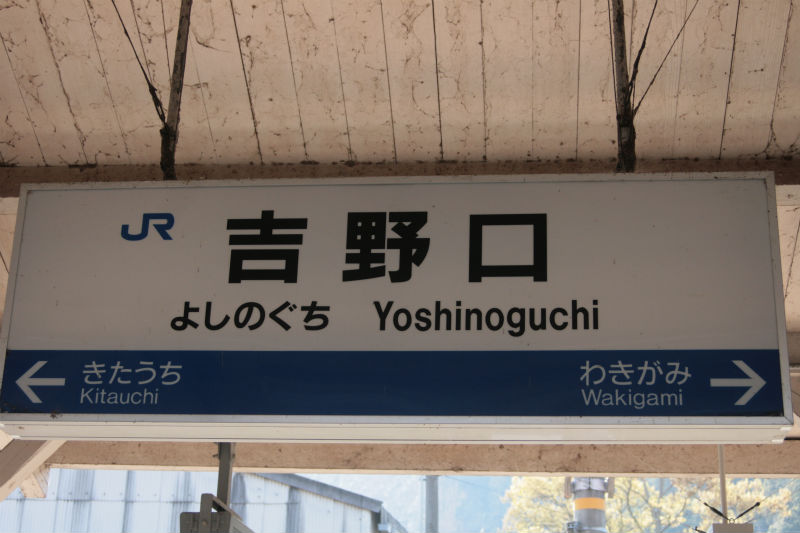 JR 吉野口
よしのぐち Yoshinoguchi
← きたうち わきがみ →
Kitauchi Wakigami